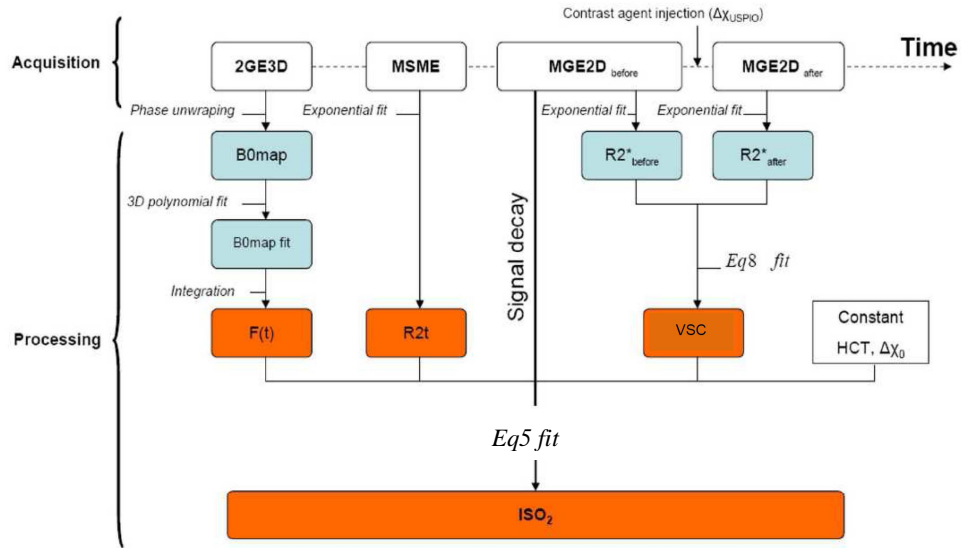 Contrast agent injection (Δχ_USPIO)
Acquisition
2GE3D
MSME
MGE2D before
MGE2D after
Time
Phase unwraping
Exponential fit
Exponential fit
Exponential fit
B0map
R2*before
R2*after
3D polynomial fit
Signal decay
B0map fit
Eq8 fit
Integration
Processing
F(t)
R2t
VSC
Constant
HCT, Δχ0
Eq5 fit
ISO2